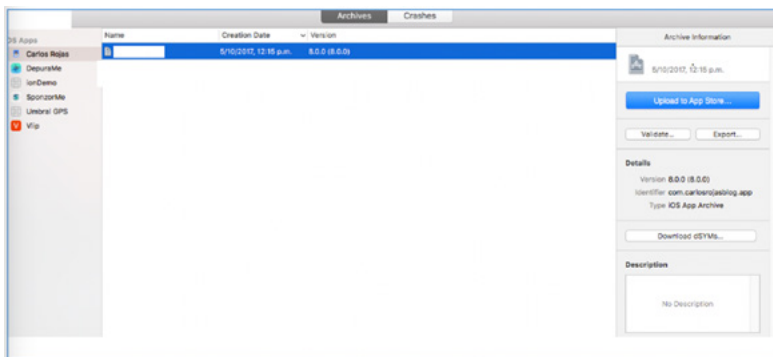 Archives Crashes
iOS Apps
Carlos Rojas
DepuraMe
ionDemo
SponzorMe
Umbral GPS
Vlip
Name Creation Date Version
5/10/2017, 12:15 p.m. 8.0.0 (8.0.0)
Archive Information
5/10/2017, 12:15 p.m.
Upload to App Store...
Validate... Export...
Details
Version 8.0.0 (8.0.0)
Identifier com.carlosrojasblog.app
Type iOS App Archive
Download dSYMs...
Description
No Description